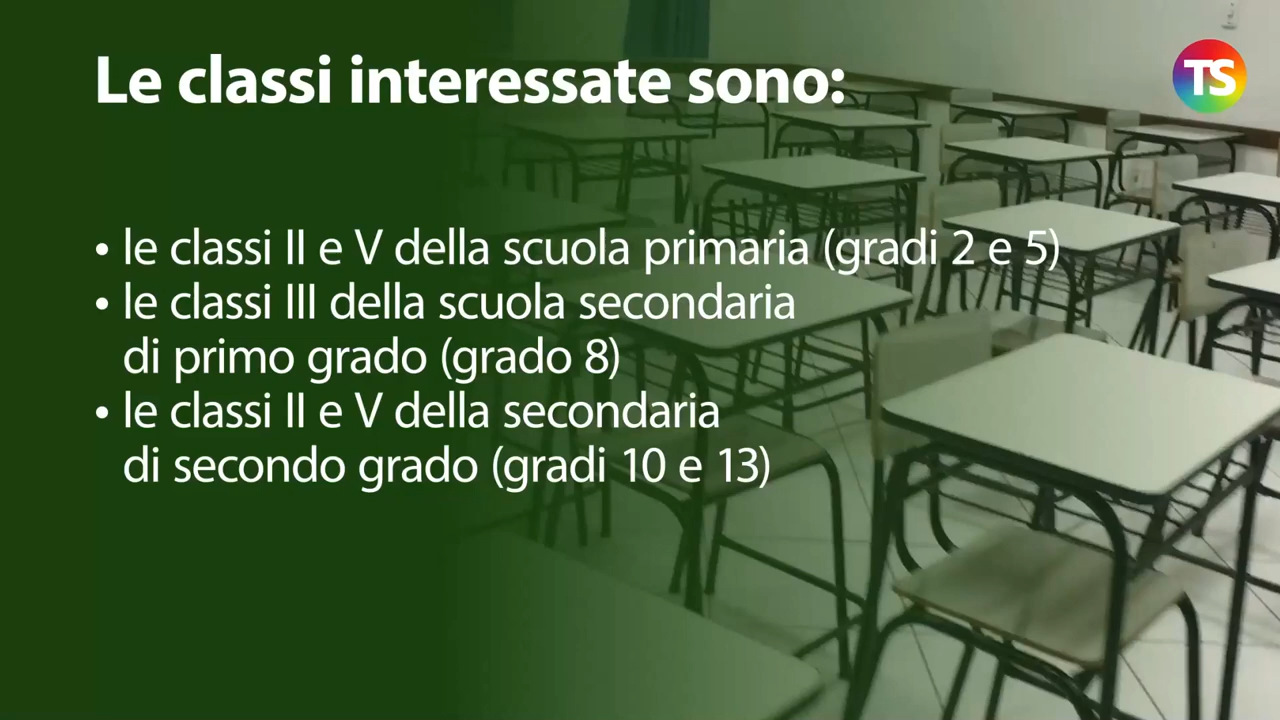 Le classi interessate sono:
TS
• le classi II e V della scuola primaria (gradi 2 e 5)
• le classi III della scuola secondaria
di primo grado (grado 8)
• le classi II e V della secondaria
di secondo grado (gradi 10 e 13)